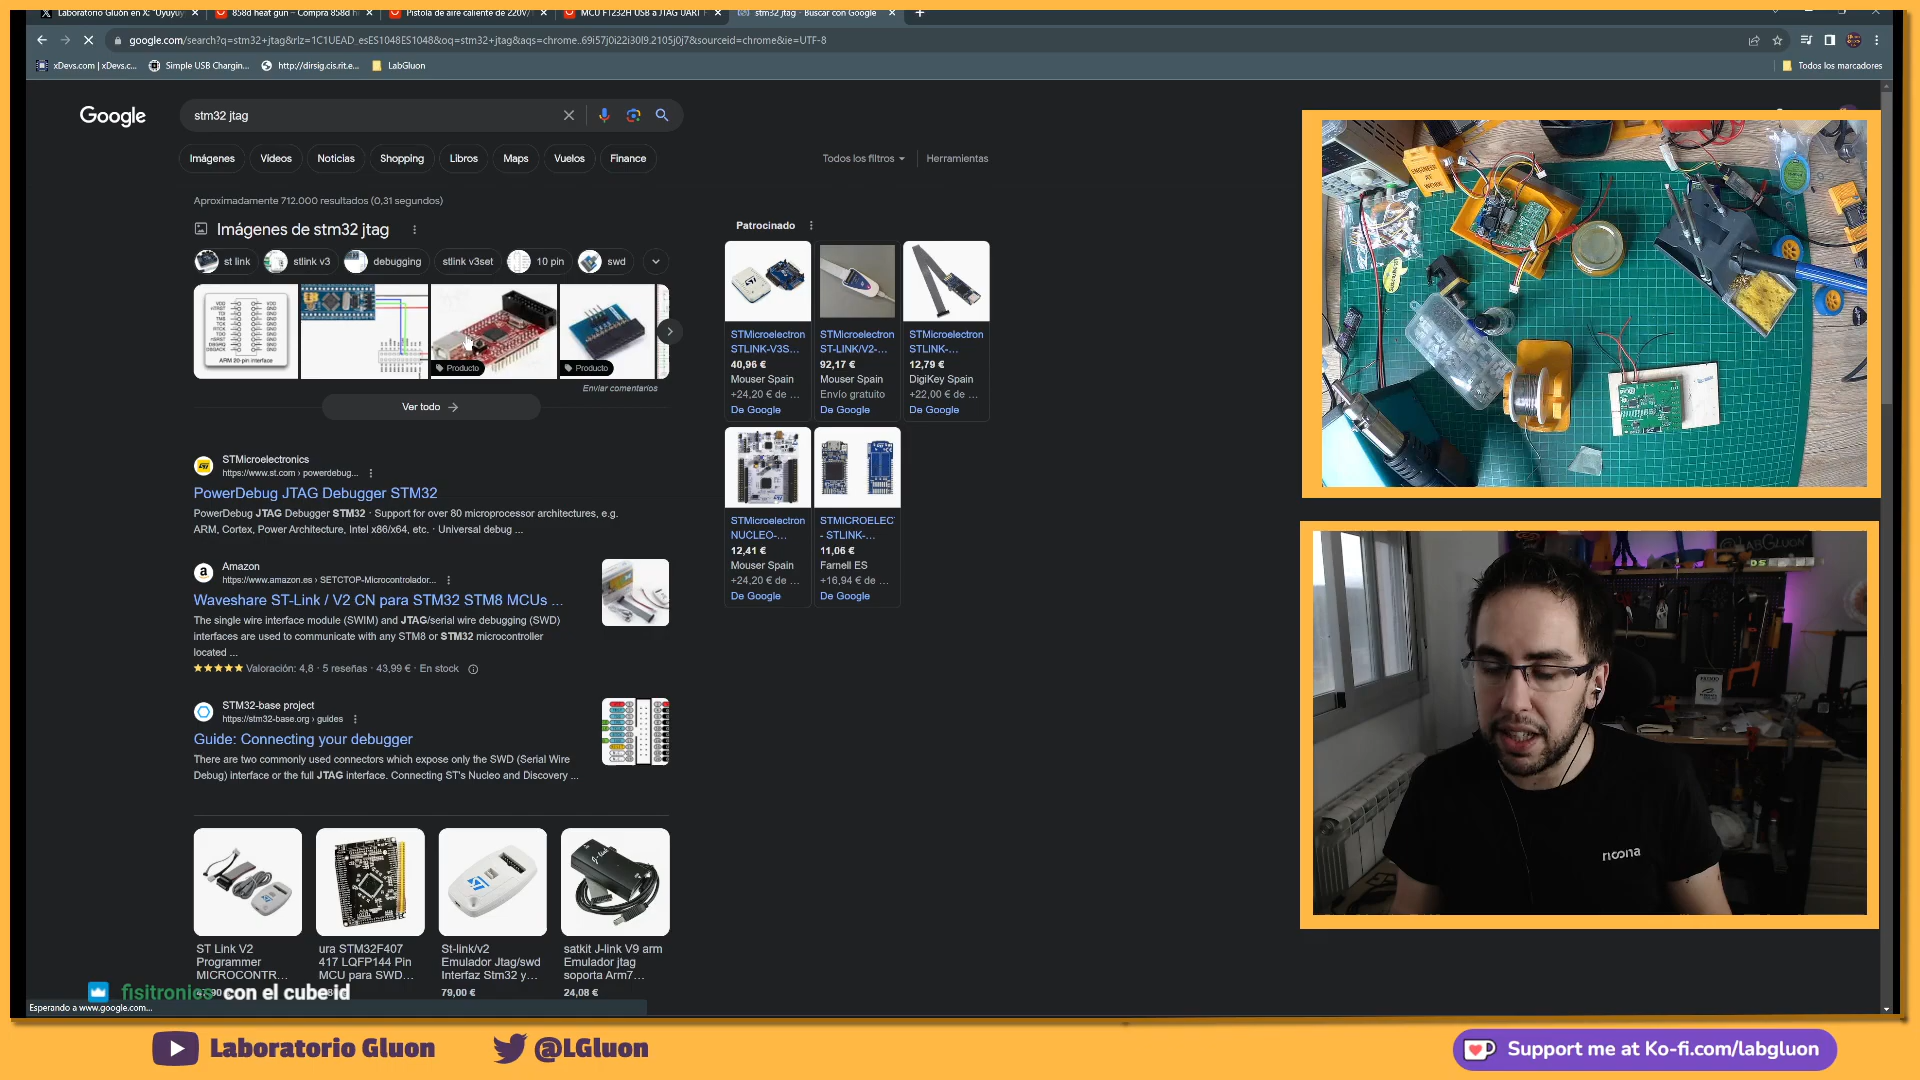 Laboratorio Gluon en X: "Uyuyuy
858d heat gun – Compra 858d h
Pistola de aire caliente de 220V/
MCU FT232H USB a JTAG UART F
stm32 jtag - Buscar con Google
google.com/search?q=stm32+jtag&rlz=1C1UEAD_esES1048ES1048&oq=stm32+jtag&aqs=chrome..69i57j0i22i30l9.2105j0j7&sourceid=chrome&ie=UTF-8
xDevs.com | xDevs.c...
Simple USB Chargin...
http://dirsig.cis.rit.e...
LabGluon
Todos los marcadores
Google
stm32 jtag
Imágenes
Vídeos
Noticias
Shopping
Libros
Maps
Vuelos
Finance
Todos los filtros
Herramientas
Aproximadamente 712.000 resultados (0,31 segundos)
Imágenes de stm32 jtag
st link
stlink v3
debugging
stlink v3set
10 pin
swd
ARM 20-pin interface
Producto
Producto
Enviar comentarios
Ver todo
STMicroelectronics
https://www.st.com › powerdebug...
PowerDebug JTAG Debugger STM32
PowerDebug JTAG Debugger STM32 · Support for over 80 microprocessor architectures, e.g.
ARM, Cortex, Power Architecture, Intel x86/x64, etc. · Universal debug ...
Amazon
https://www.amazon.es › SETCTOP-Microcontrolador...
Waveshare ST-Link / V2 CN para STM32 STM8 MCUs ...
The single wire interface module (SWIM) and JTAG/serial wire debugging (SWD)
interfaces are used to communicate with any STM8 or STM32 microcontroller
located ...
Valoración: 4,8 · 5 reseñas · 43,99 € · En stock
STM32-base project
https://stm32-base.org › guides
Guide: Connecting your debugger
There are two commonly used connectors which expose only the SWD (Serial Wire
Debug) interface or the full JTAG interface. Connecting ST's Nucleo and Discovery ...
ST Link V2
Programmer
MICROCONTR...
ura STM32F407
417 LQFP144 Pin
MCU para SWD...
St-link/v2
Emulador Jtag/swd
Interfaz Stm32 y...
79,00 €
satkit J-link V9 arm
Emulador jtag
soporta Arm7...
24,08 €
Patrocinado
STMicroelectron
STLINK-V3S...
40,96 €
Mouser Spain
+24,20 € de ...
De Google
STMicroelectron
ST-LINK/V2-...
92,17 €
Mouser Spain
Envío gratuito
De Google
STMicroelectron
STLINK-...
12,79 €
DigiKey Spain
+22,00 € de ...
De Google
STMicroelectron
NUCLEO-...
12,41 €
Mouser Spain
+24,20 € de ...
De Google
STMICROELEC
- STLINK-...
11,06 €
Farnell ES
+16,94 € de ...
De Google
ENGINEER
AT
WORK
fisitronics con el cube id
Esperando a www.google.com...
Laboratorio Gluon
@LGluon
Support me at Ko-fi.com/labgluon